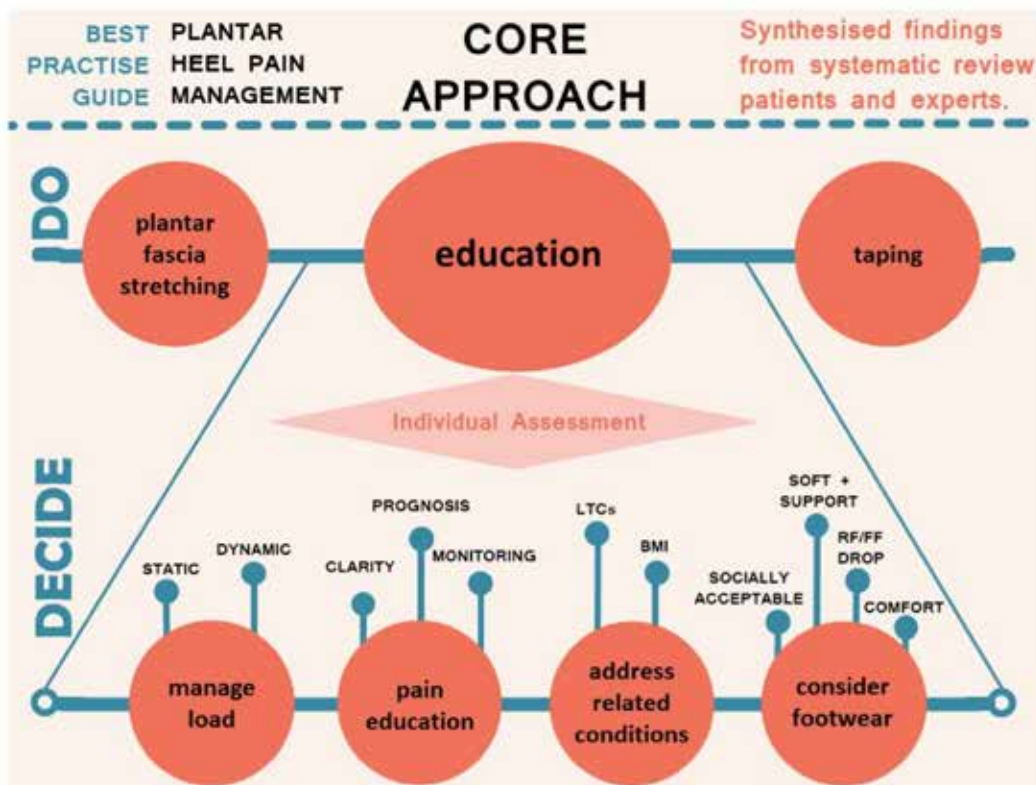 BEST PRACTISE GUIDE
PLANTAR HEEL PAIN MANAGEMENT
CORE APPROACH
Synthesised findings
from systematic review
patients and experts.
DO
plantar
fascia
stretching
education
taping
Individual Assessment
DECIDE
STATIC
DYNAMIC
manage
load
CLARITY
PROGNOSIS
MONITORING
pain
education
LTCs
BMI
address
related
conditions
SOCIALLY
ACCEPTABLE
SOFT +
SUPPORT
RF/FF
DROP
COMFORT
consider
footwear